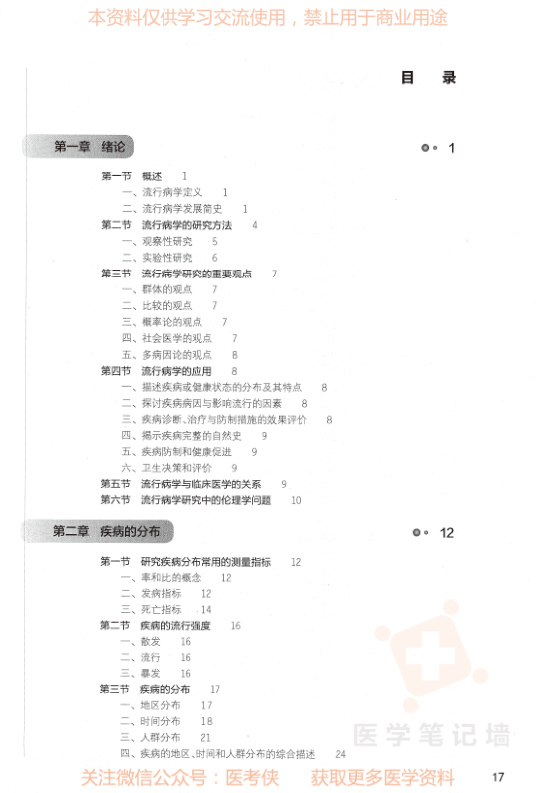 本资料仅供学习交流使用，禁止用于商业用途
目 录
第一章 绪论 1
第一节 概述 1
一、流行病学定义 1
二、流行病学发展简史 1
第二节 流行病学的研究方法 4
一、观察性研究 5
二、实验性研究 6
第三节 流行病学研究的重要观点 7
一、群体的观点 7
二、比较的观点 7
三、概率论的观点 7
四、社会医学的观点 7
五、多病因论的观点 8
第四节 流行病学的应用 8
一、描述疾病或健康状态的分布及其特点 8
二、探讨疾病病因与影响流行的因素 8
三、疾病诊断、治疗与防制措施的效果评价 8
四、揭示疾病完整的自然史 9
五、疾病防制和健康促进 9
六、卫生决策和评价 9
第五节 流行病学与临床医学的关系 9
第六节 流行病学研究中的伦理学问题 10
第二章 疾病的分布 12
第一节 研究疾病分布常用的测量指标 12
一、率和比的概念 12
二、发病指标 12
三、死亡指标 14
第二节 疾病的流行强度 16
一、散发 16
二、流行 16
三、暴发 16
第三节 疾病的分布 17
一、地区分布 17
二、时间分布 18
三、人群分布 21
四、疾病的地区、时间和人群分布的综合描述 24
医学笔记墙
关注微信公众号：医考侠 获取更多医学资料
17